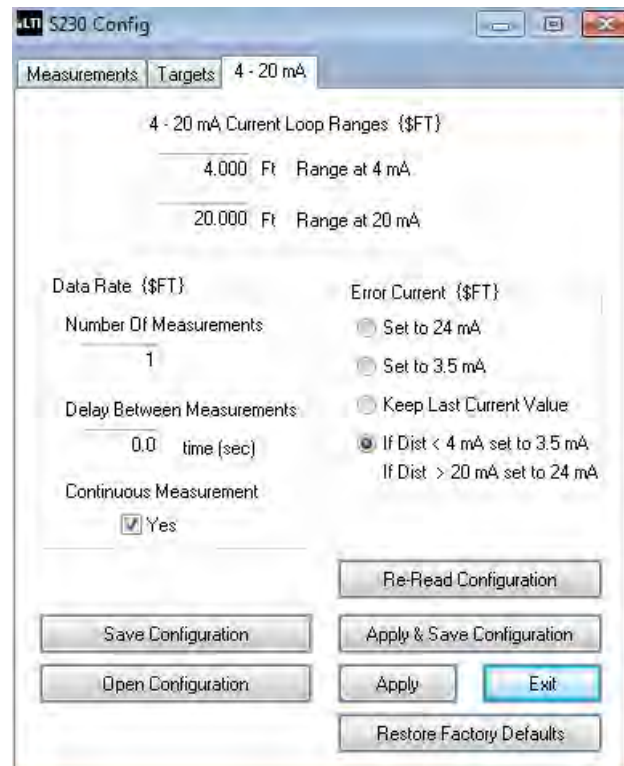 LTI S230 Config
Measurements Targets 4 - 20 mA
4 - 20 mA Current Loop Ranges {$FT}
4.000 Ft Range at 4 mA
20.000 Ft Range at 20 mA
Data Rate {$FT}
Number Of Measurements
1
Delay Between Measurements
0.0 time (sec)
Continuous Measurement
Yes
Error Current {$FT}
Set to 24 mA
Set to 3.5 mA
Keep Last Current Value
If Dist < 4 mA set to 3.5 mA
If Dist > 20 mA set to 24 mA
Re-Read Configuration
Save Configuration
Apply & Save Configuration
Open Configuration
Apply
Exit
Restore Factory Defaults